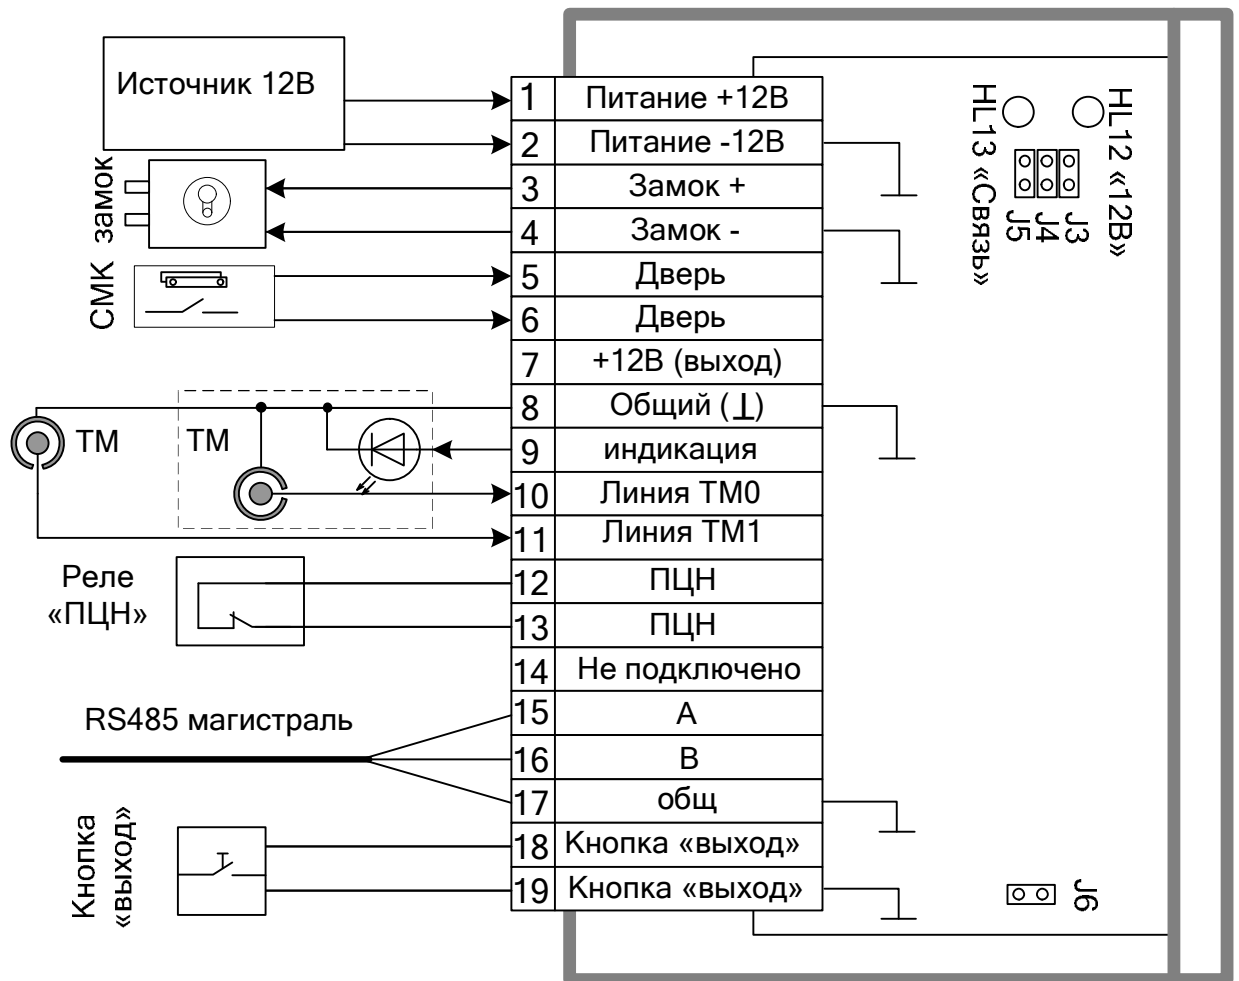 Источник 12В
замок
СМК
ТМ
ТМ
Реле
«ПЦН»
RS485 магистраль
Кнопка
«выход»
1 Питание +12В
2 Питание -12В
3 Замок +
4 Замок -
5 Дверь
6 Дверь
7 +12В (выход)
8 Общий (⊥)
9 индикация
10 Линия ТМ0
11 Линия ТМ1
12 ПЦН
13 ПЦН
14 Не подключено
15 А
16 В
17 общ
18 Кнопка «выход»
19 Кнопка «выход»
HL13 «Связь»
HL12 «12В»
J5
J4
J3
J6